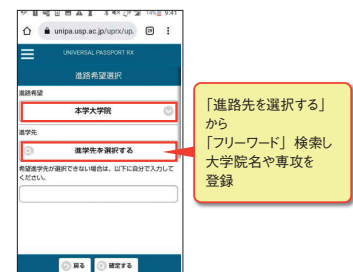 14% 9:41
unipa.usp.ac.jp/uprx/up.
UNIVERSAL PASSPORT RX
進路希望選択
進路希望
本学大学院
進学先
進学先を選択する
希望進学先が選択できない場合は、以下に自分で入力して
ください。
戻る
確定する
「進路先を選択する」
から
「フリーワード」検索し
大学院名や専攻を
登録